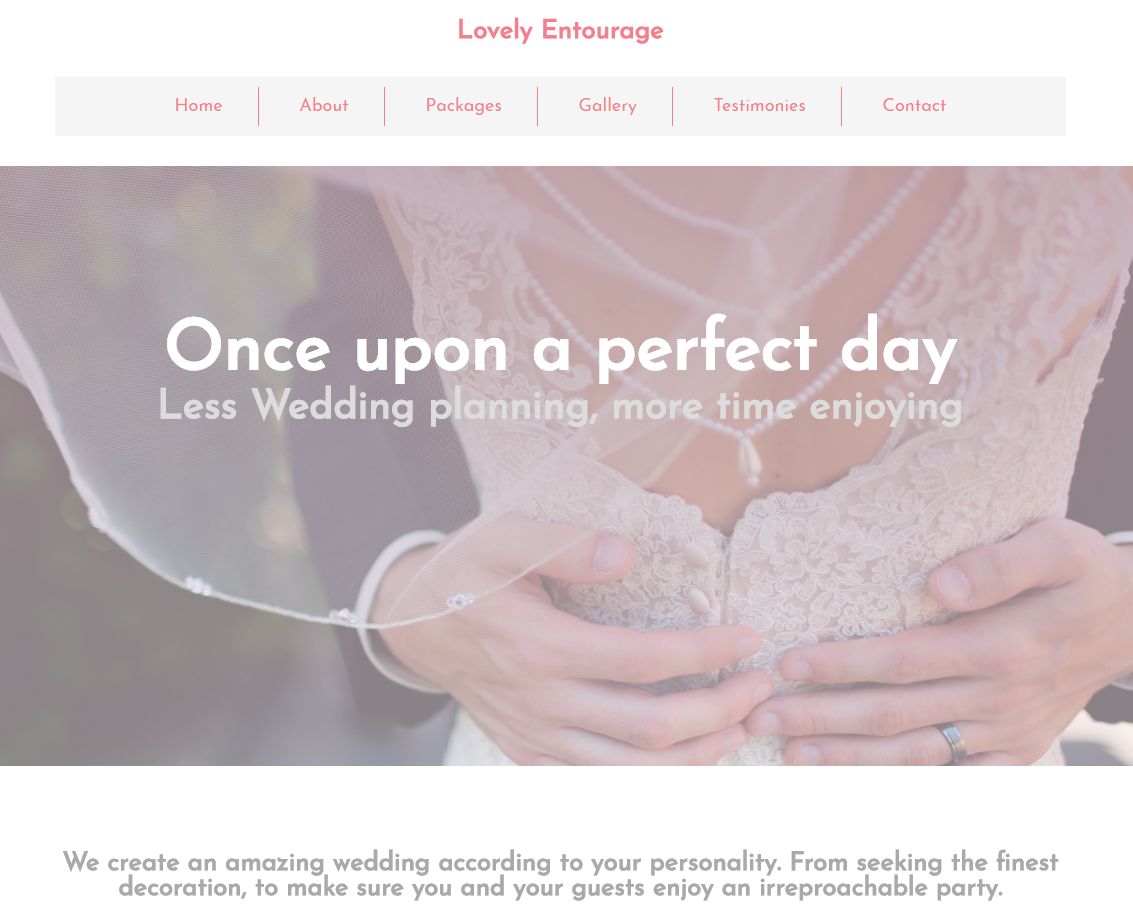 Lovely Entourage
Home About Packages Gallery Testimonies Contact
Once upon a perfect day
Less Wedding planning, more time enjoying
We create an amazing wedding according to your personality. From seeking the finest
decoration, to make sure you and your guests enjoy an irreproachable party.